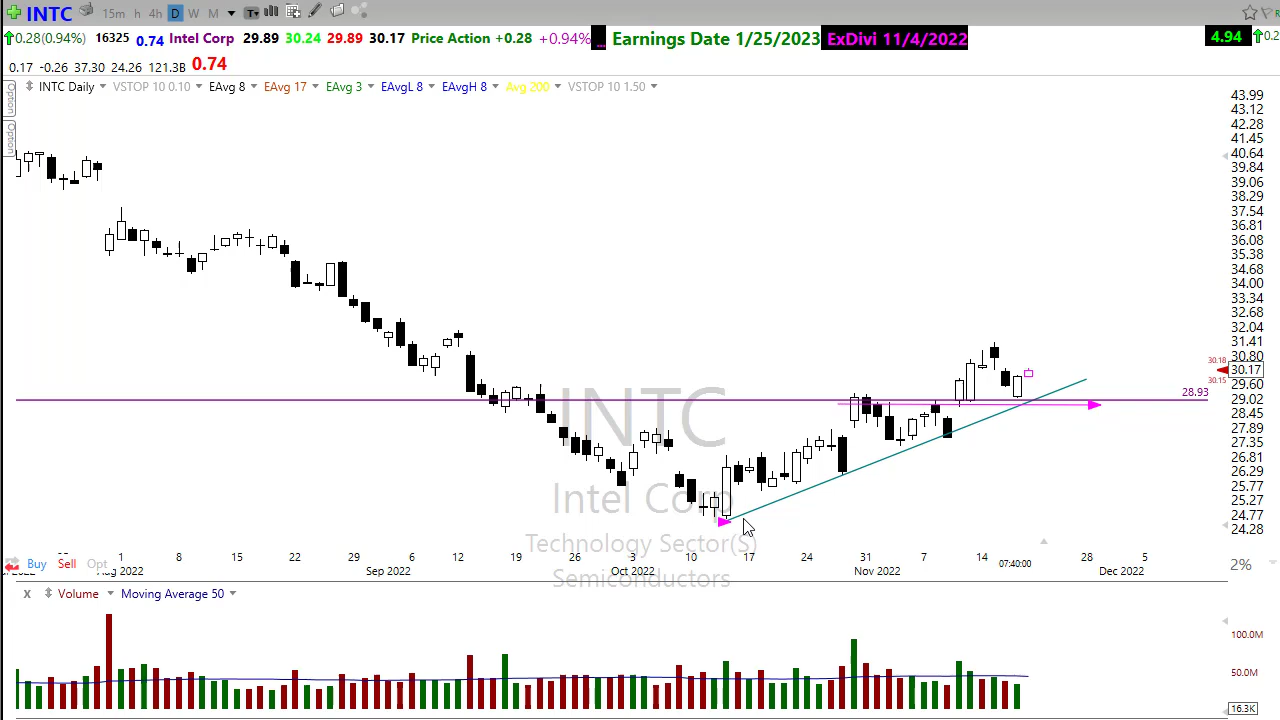 INTC 15m h 4h D W M T
0.28(0.94%) 16325 0.74 Intel Corp 29.89 30.24 29.89 30.17 Price Action +0.28 +0.94% ... Earnings Date 1/25/2023 ExDivi 11/4/2022 4.94 0.2
0.17 -0.26 37.30 24.26 121.3B 0.74
INTC Daily VSTOP 10 0.10 EAvg 8 EAvg 17 EAvg 3 EAvgL 8 EAvgH 8 Avg 200 VSTOP 10 1.50
Option
Option
43.99
43.12
42.28
41.45
40.64
39.84
39.06
38.29
37.54
36.81
36.08
35.38
34.68
34.00
33.34
32.68
32.04
31.41
30.80
30.18
30.17
30.15
29.60
28.93
29.02
28.45
27.89
27.35
26.81
26.29
25.77
25.27
24.77
24.28
INTC
Intel Corp
Technology Sector(S)
Semiconductors
1 8 15 22 29 6 12 19 26 3 10 17 24 31 7 14 28 5
07:40:00
Buy Sell Opt
2%
Aug 2022 Sep 2022 Oct 2022 Nov 2022 Dec 2022
X Volume Moving Average 50
100.0M
50.0M
16.3K